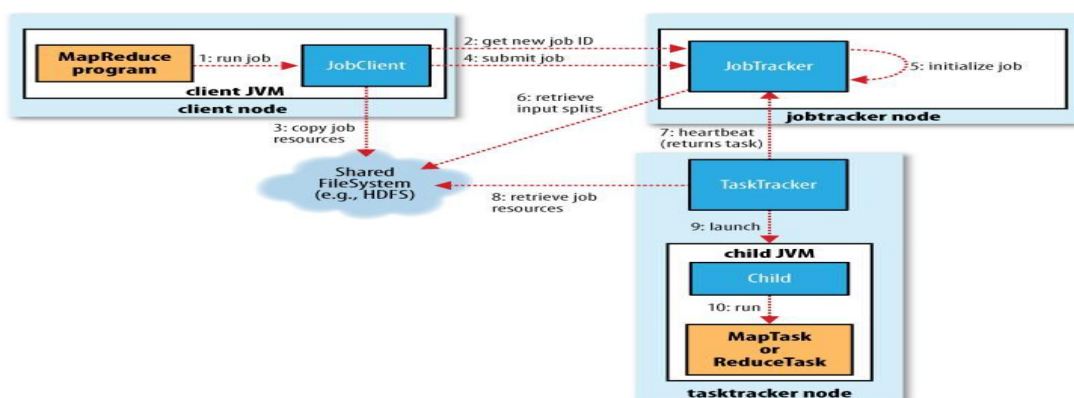 MapReduce
program
1: run job
JobClient
client JVM
client node
2: get new job ID
4: submit job
JobTracker
5: initialize job
jobtracker node
3: copy job
resources
6: retrieve
input splits
7: heartbeat
(returns task)
Shared
FileSystem
(e.g., HDFS)
8: retrieve job
resources
TaskTracker
9: launch
child JVM
Child
10: run
MapTask
or
ReduceTask
tasktracker node